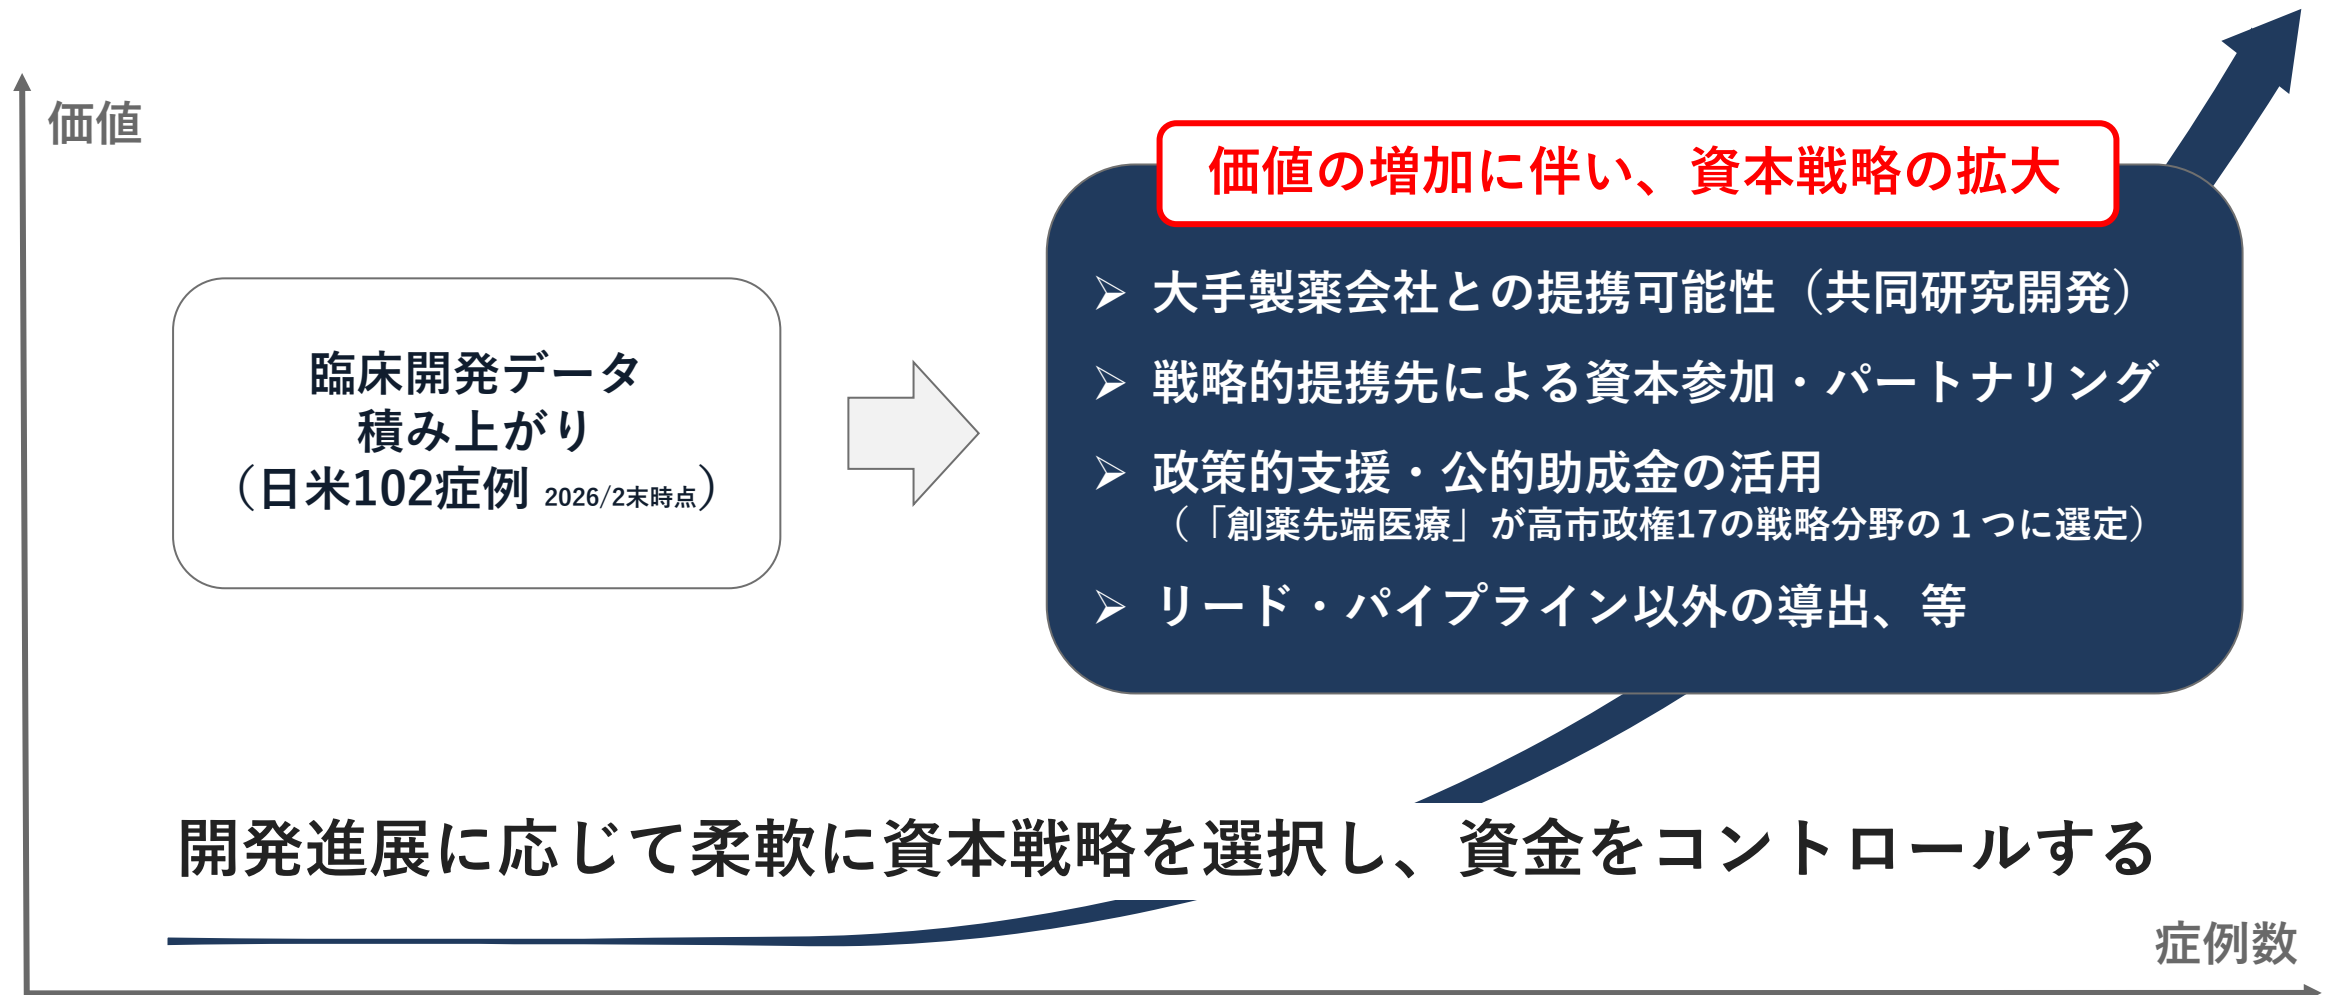 価値
価値の増加に伴い、資本戦略の拡大
臨床開発データ
積み上がり
（日米102症例 2026/2末時点）
➢ 大手製薬会社との提携可能性（共同研究開発）
➢ 戦略的提携先による資本参加・パートナリング
➢ 政策的支援・公的助成金の活用
（「創薬先端医療」が高市政権17の戦略分野の１つに選定）
➢ リード・パイプライン以外の導出、等
開発進展に応じて柔軟に資本戦略を選択し、資金をコントロールする
症例数